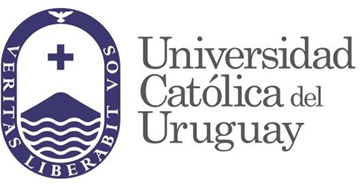 VERITAS LIBERABIT VOS
Universidad
Católica del
Uruguay